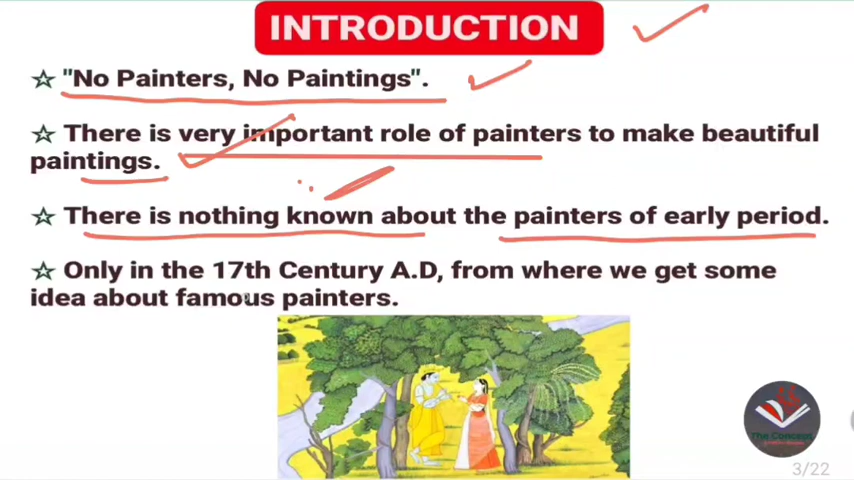 INTRODUCTION
☆ "No Painters, No Paintings".
☆ There is very important role of painters to make beautiful
paintings.
☆ There is nothing known about the painters of early period.
☆ Only in the 17th Century A.D, from where we get some
idea about famous painters.
The Concept
3/22